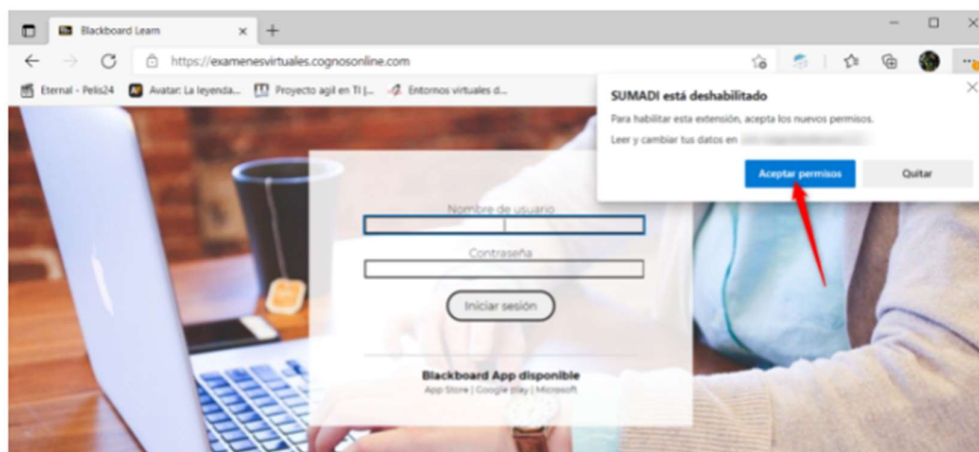 Blackboard Learn
https://examenesvirtuales.cognosonline.com
Eternal - Pelis24
Avatar: La leyenda...
Proyecto agil en TI |...
Entornos virtuales d...
SUMADI está deshabilitado
Para habilitar esta extensión, acepta los nuevos permisos.
Leer y cambiar tus datos en
Aceptar permisos
Quitar
Nombre de usuario
Contraseña
Iniciar sesión
Blackboard App disponible
App Store | Google play | Microsoft